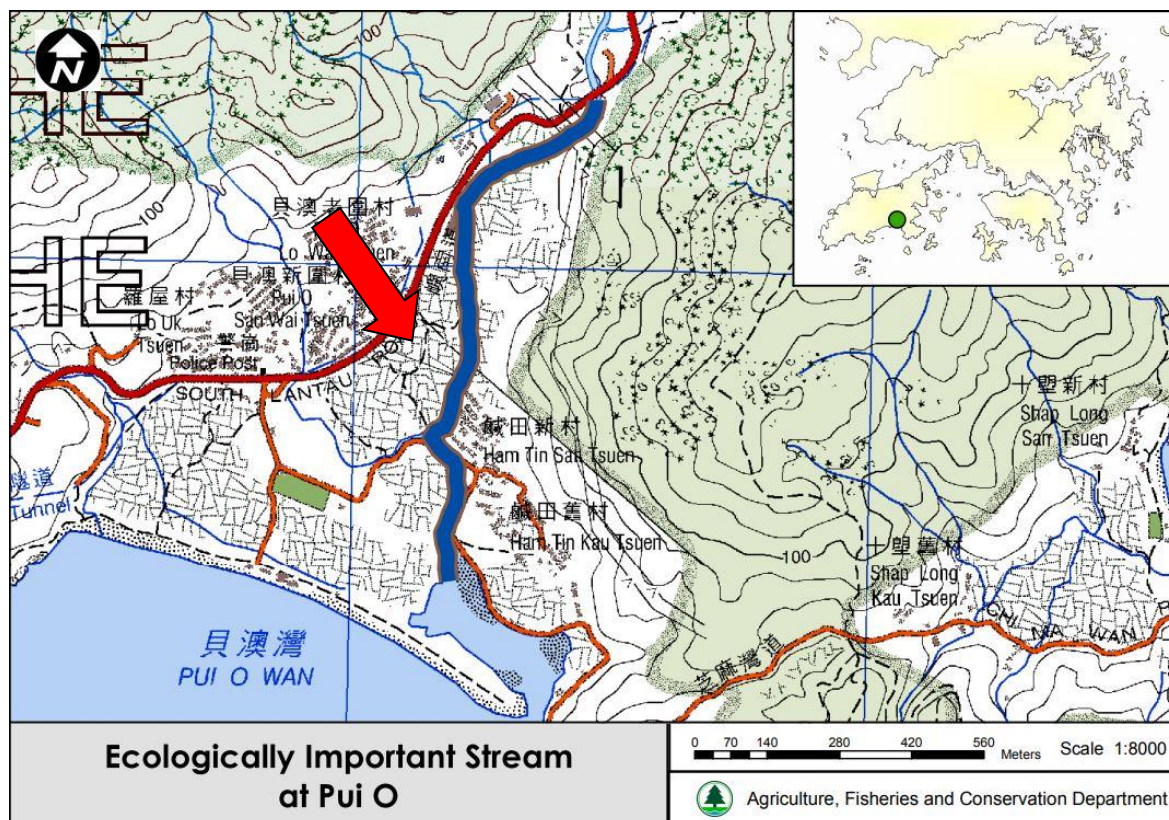 N
HE
100
貝澳老圍村
Lo Wai Tsuen
貝澳新圍村
Pui O
San Wai Tsuen
100
羅屋村
Lo Uk
Tsuen
HE
Police Post
SOUTH LANTAU ROAD
鹹田新村
Ham Tin San Tsuen
鹹田舊村
Ham Tin Kau Tsuen
隧道
Tunnel
十塱新村
Shap Long
San Tsuen
100
十塱舊村
Shap Long
Kau Tsuen
貝澳灣
PUI O WAN
芝麻灣道
CHI MA WAN
Ecologically Important Stream
at Pui O
0 70 140 280 420 560
Meters
Scale 1:8000
Agriculture, Fisheries and Conservation Department